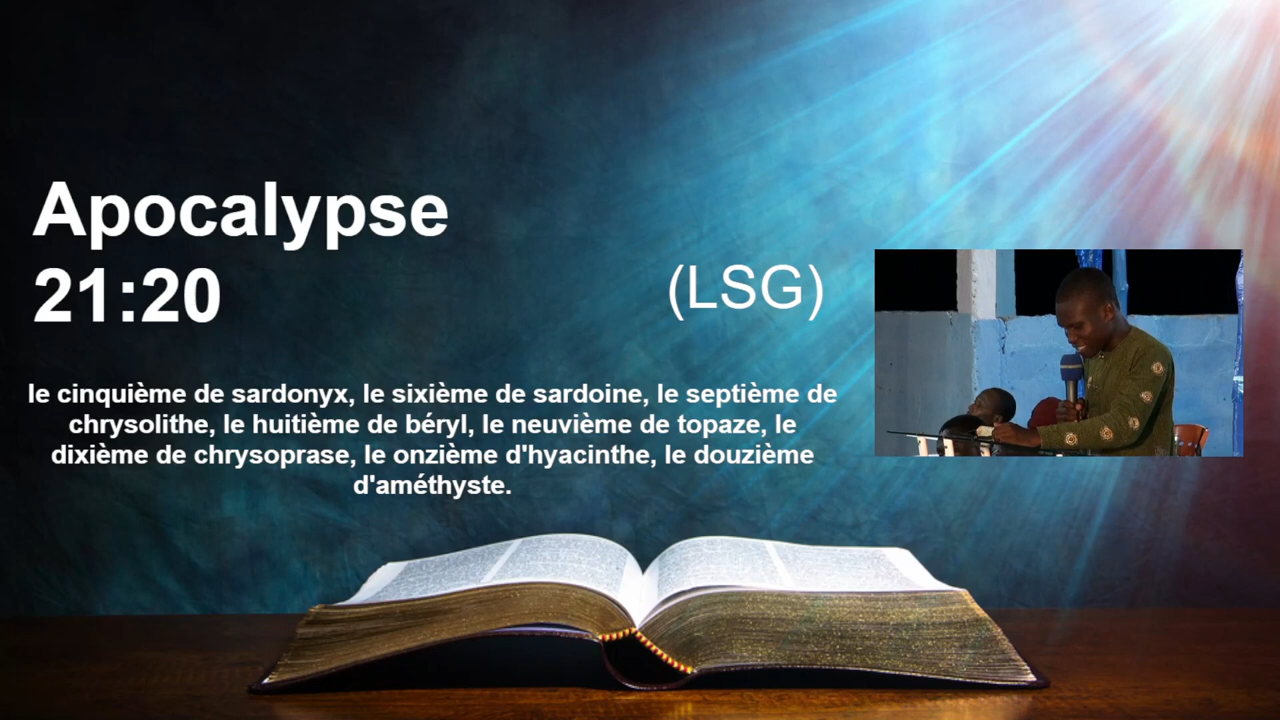 Apocalypse
21:20
(LSG)
le cinquième de sardonyx, le sixième de sardoine, le septième de
chrysolithe, le huitième de béryl, le neuvième de topaze, le
dixième de chrysoprase, le onzième d'hyacinthe, le douzième
d'améthyste.